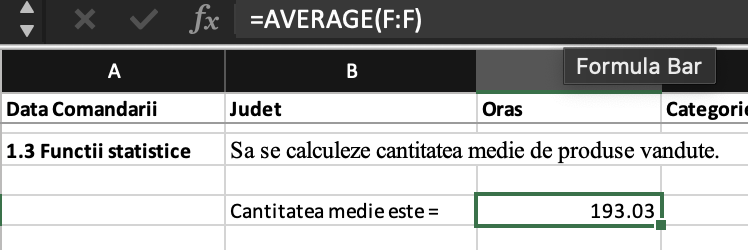 fx =AVERAGE(F:F)
Formula Bar
A B
Data Comandarii Judet Oras
1.3 Functii statistice Sa se calculeze cantitatea medie de produse vandute.
Cantitatea medie este = 193.03